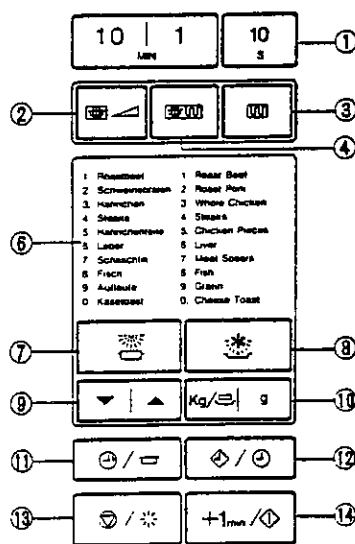 10 | 1 10
MIN S
①
② ③
④
1 Roastbeef 1 Roast Beef
2 Schweinebraten 2 Roast Pork
3 Hähnchen 3 Whole Chicken
4 Steaks 4 Steaks
⑥ 5 Hähnchenteile 5. Chicken Pieces
6 Leber 6 Liver
7 Schaschlik 7 Meat Skewers
8 Fisch 8 Fish
9 Aufläufe 9 Gratin
0 Käsetoast 0. Cheese Toast
⑦ ⑧
⑨ Kg/ g ⑩
⑪ / / ⑫
⑬ / +1min / ⑭